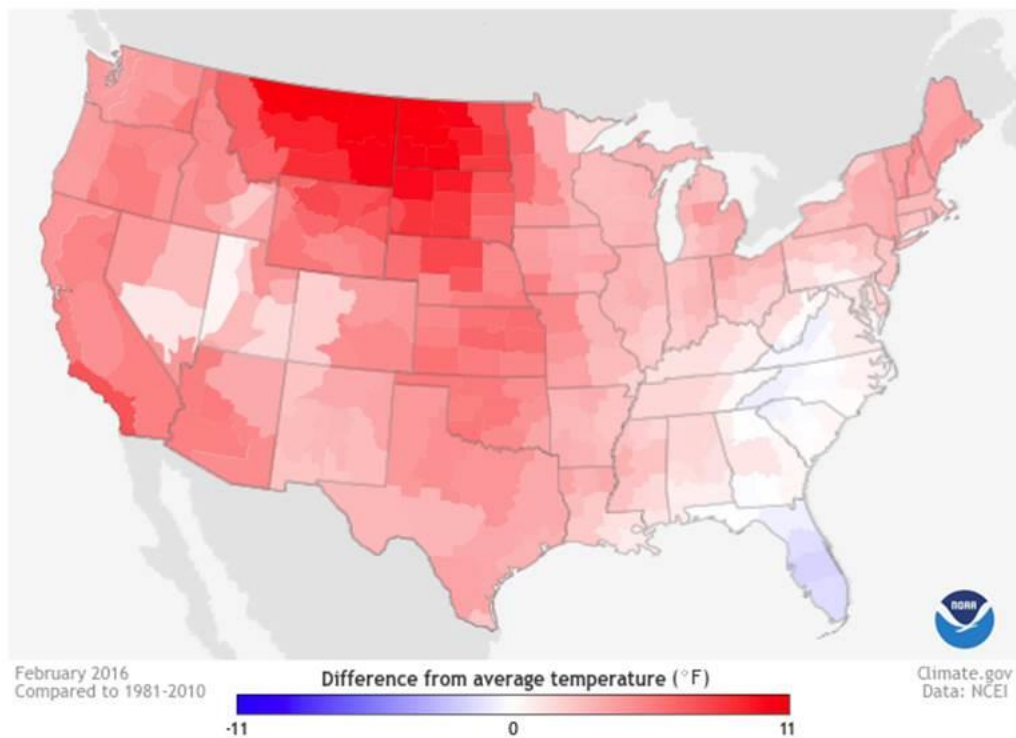 NOAA
February 2016
Compared to 1981-2010
Difference from average temperature (°F)
-11
0
11
Climate.gov
Data: NCEI